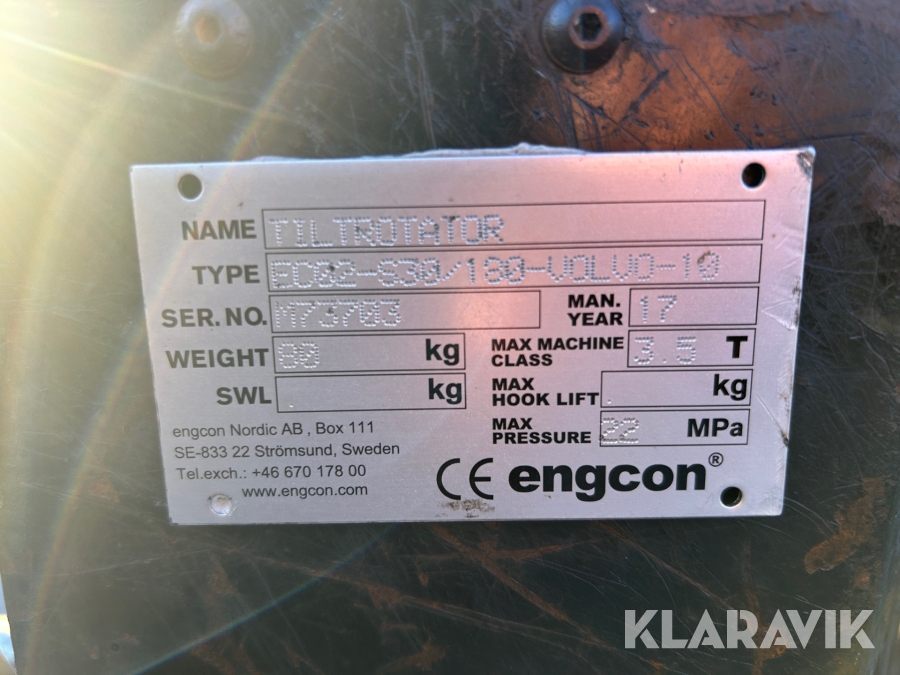 NAME TILTROTATOR
TYPE EC02-S30/180-VOLVO-10
SER. NO. M73703 MAN. YEAR 17
WEIGHT 80 kg MAX MACHINE CLASS 3.5 T
SWL kg MAX HOOK LIFT . kg
MAX PRESSURE 22 MPa
engcon Nordic AB , Box 111
SE-833 22 Strömsund, Sweden
Tel.exch.: +46 670 178 00
www.engcon.com
CE engcon®
KLARAVIK